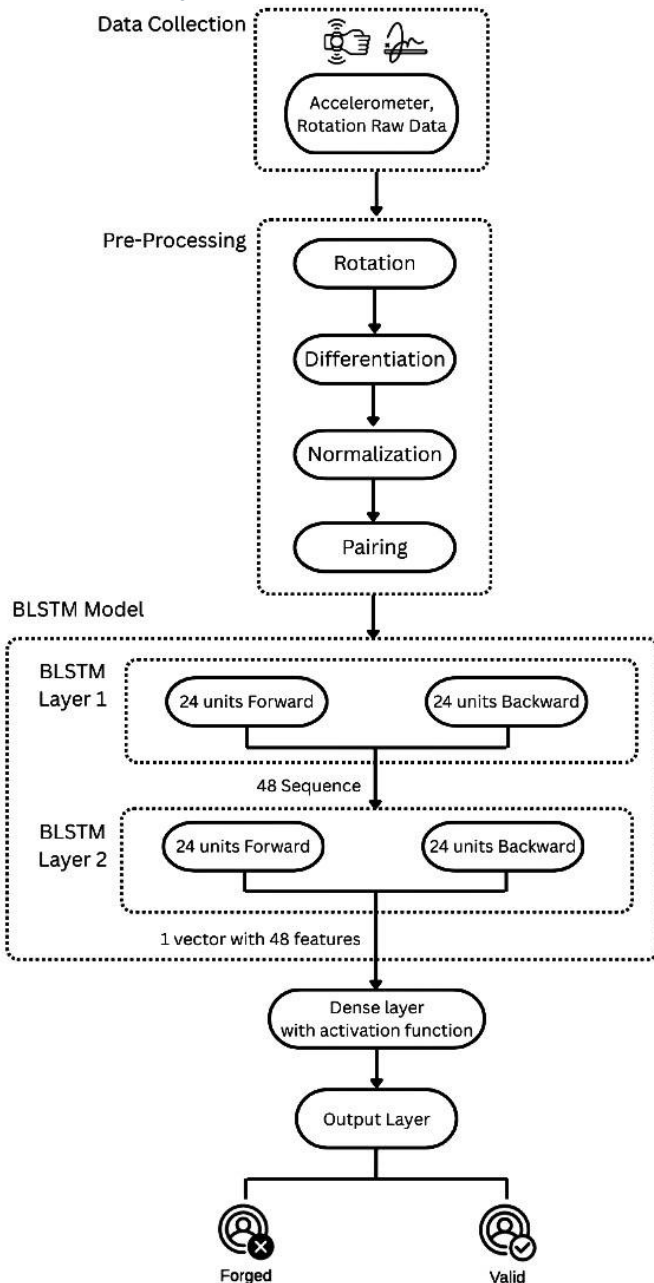 Data Collection
Accelerometer,
Rotation Raw Data
Pre-Processing
Rotation
Differentiation
Normalization
Pairing
BLSTM Model
BLSTM
Layer 1
24 units Forward
24 units Backward
48 Sequence
BLSTM
Layer 2
24 units Forward
24 units Backward
1 vector with 48 features
Dense layer
with activation function
Output Layer
Forged
Valid